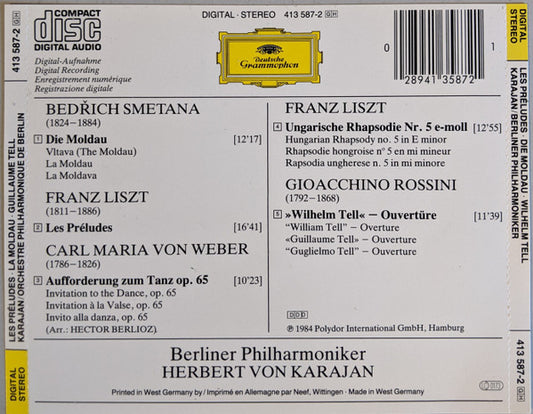 COMPACT
disc
DIGITAL AUDIO
Digital-Aufnahme
Digital Recording
Enregistrement numérique
Registrazione digitale
DIGITAL · STEREO 413 587-2 GH
Deutsche
Grammophon
0 28941 35872 1
BEDŘICH SMETANA
(1824–1884)
1 Die Moldau [12'17]
Vltava (The Moldau)
La Moldau
La Moldava
FRANZ LISZT
(1811–1886)
2 Les Préludes [16'41]
CARL MARIA VON WEBER
(1786–1826)
3 Aufforderung zum Tanz op. 65 [10'23]
Invitation to the Dance, op. 65
Invitation à la Valse, op. 65
Invito alla danza, op. 65
(Arr.: HECTOR BERLIOZ)
FRANZ LISZT
4 Ungarische Rhapsodie Nr. 5 e-moll [12'55]
Hungarian Rhapsody no. 5 in E minor
Rhapsodie hongroise n° 5 en mi mineur
Rapsodia ungherese n. 5 in mi minore
GIOACCHINO ROSSINI
(1792–1868)
5 »Wilhelm Tell« – Ouvertüre [11'39]
“William Tell” – Overture
«Guillaume Tell» – Ouverture
“Guglielmo Tell” – Ouverture
DDD
℗ 1984 Polydor International GmbH, Hamburg
Berliner Philharmoniker
HERBERT VON KARAJAN
Printed in West Germany by / Imprimé en Allemagne par Neef, Wittingen · Made in West Germany
DIGITAL
STEREO
LES PRÉLUDES · LA MOLDAU · GUILLAUME TELL
KARAJAN/ORCHESTRE PHILHARMONIQUE DE BERLIN
413 587-2 GH
DIGITAL
STEREO
LES PRÉLUDES · DIE MOLDAU · WILHELM TELL
KARAJAN/BERLINER PHILHARMONIKER
413 587-2 GH